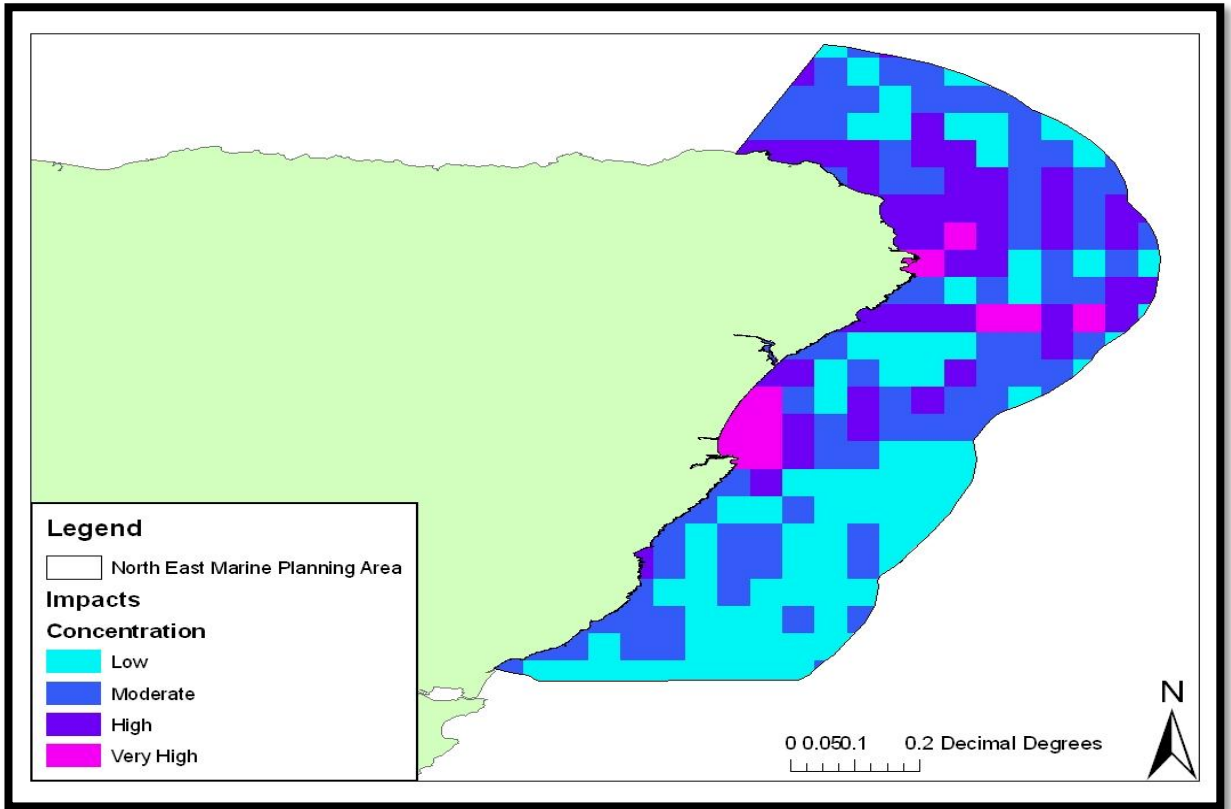 Legend
North East Marine Planning Area
Impacts
Concentration
Low
Moderate
High
Very High
0 0.050.1 0.2 Decimal Degrees
N